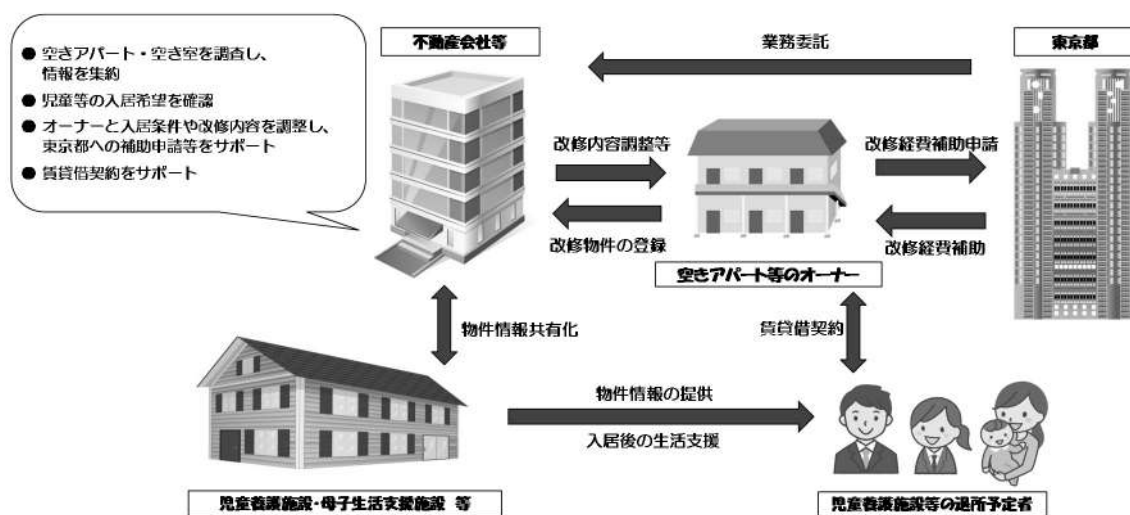 ● 空きアパート・空き室を調査し、
情報を集約
● 児童等の入居希望を確認
● オーナーと入居条件や改修内容を調整し、
東京都への補助申請等をサポート
● 賃貸借契約をサポート
不動産会社等
業務委託
東京都
改修内容調整等
改修経費補助申請
改修物件の登録
改修経費補助
空きアパート等のオーナー
物件情報共有化
賃貸借契約
物件情報の提供
入居後の生活支援
児童養護施設・母子生活支援施設 等
児童養護施設等の退所予定者